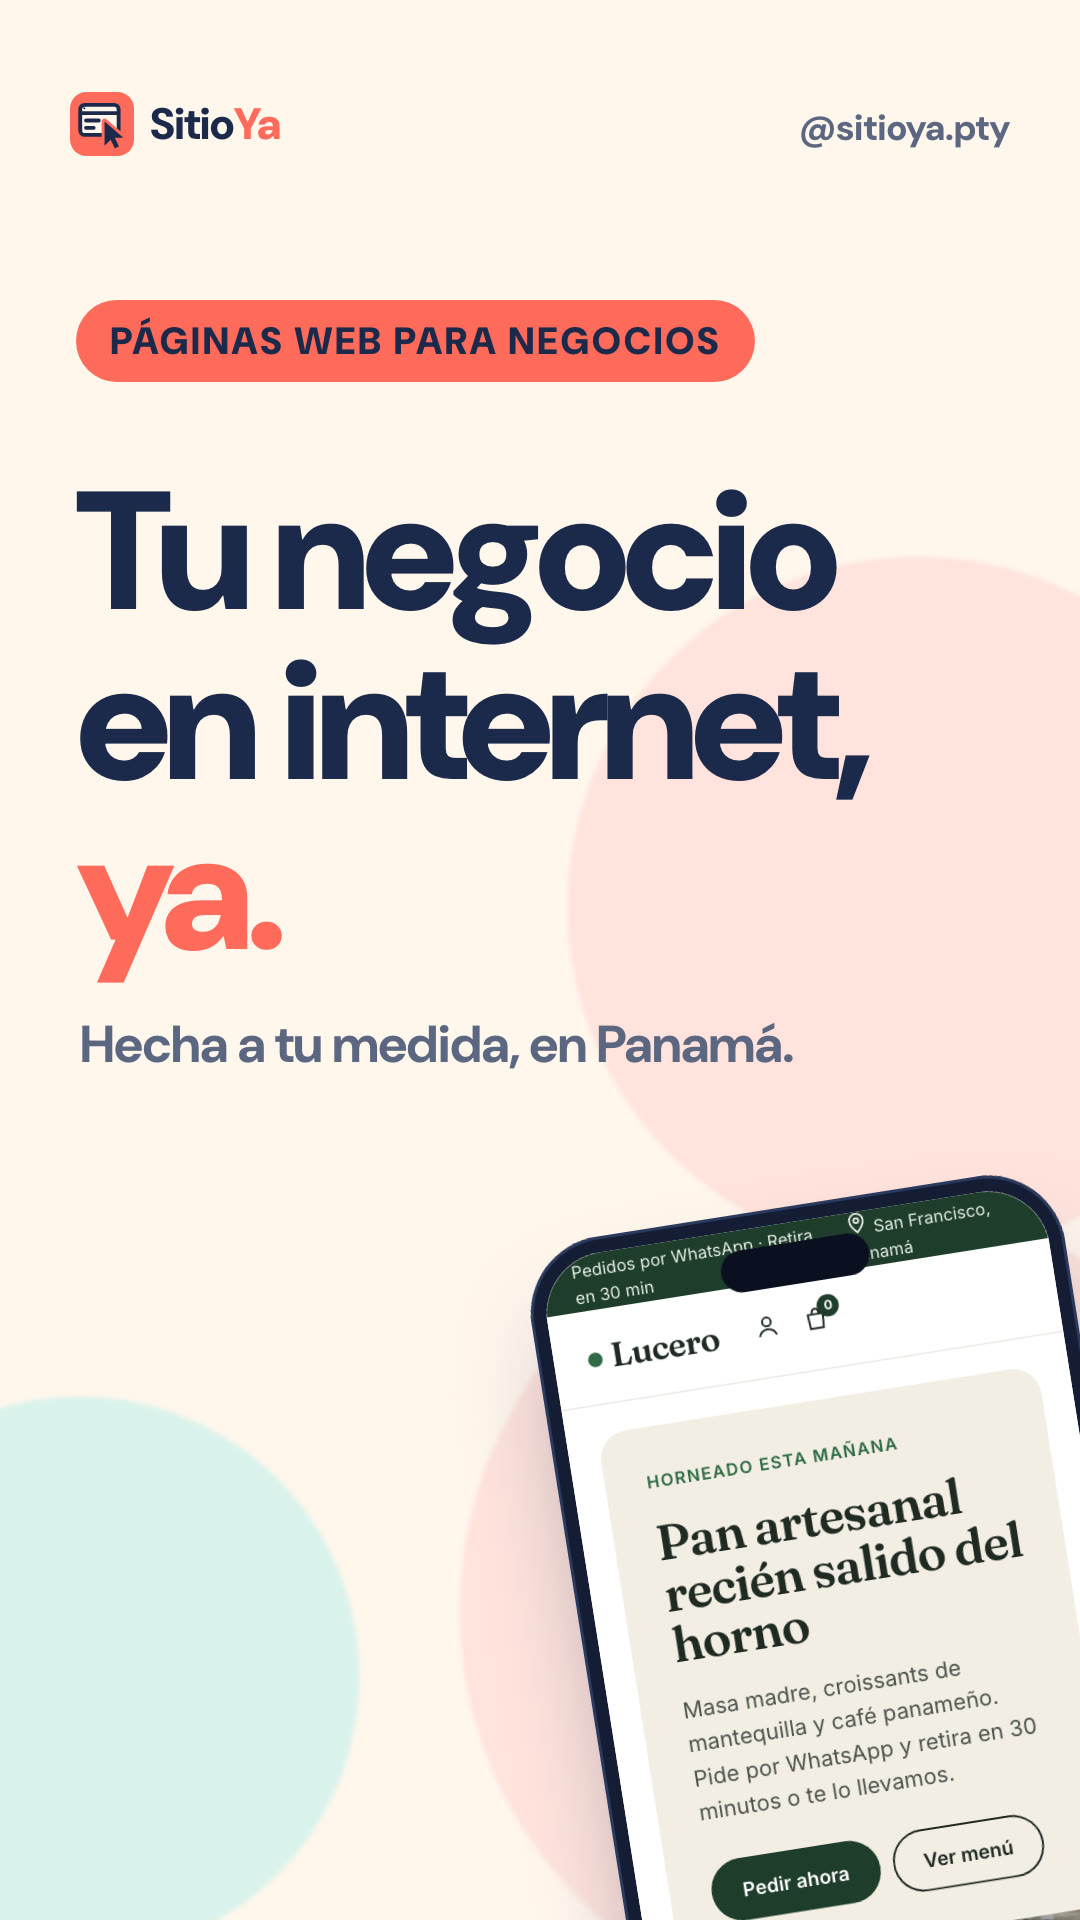 SitioYa
@sitioya.pty
PÁGINAS WEB PARA NEGOCIOS
Tu negocio
en internet,
ya.
Hecha a tu medida, en Panamá.
Pedidos por WhatsApp · Retira
en 30 min
San Francisco,
namá
Lucero
0
HORNEADO ESTA MAÑANA
Pan artesanal
recién salido del
horno
Masa madre, croissants de
mantequilla y café panameño.
Pide por WhatsApp y retira en 30
minutos o te lo llevamos.
Pedir ahora
Ver menú